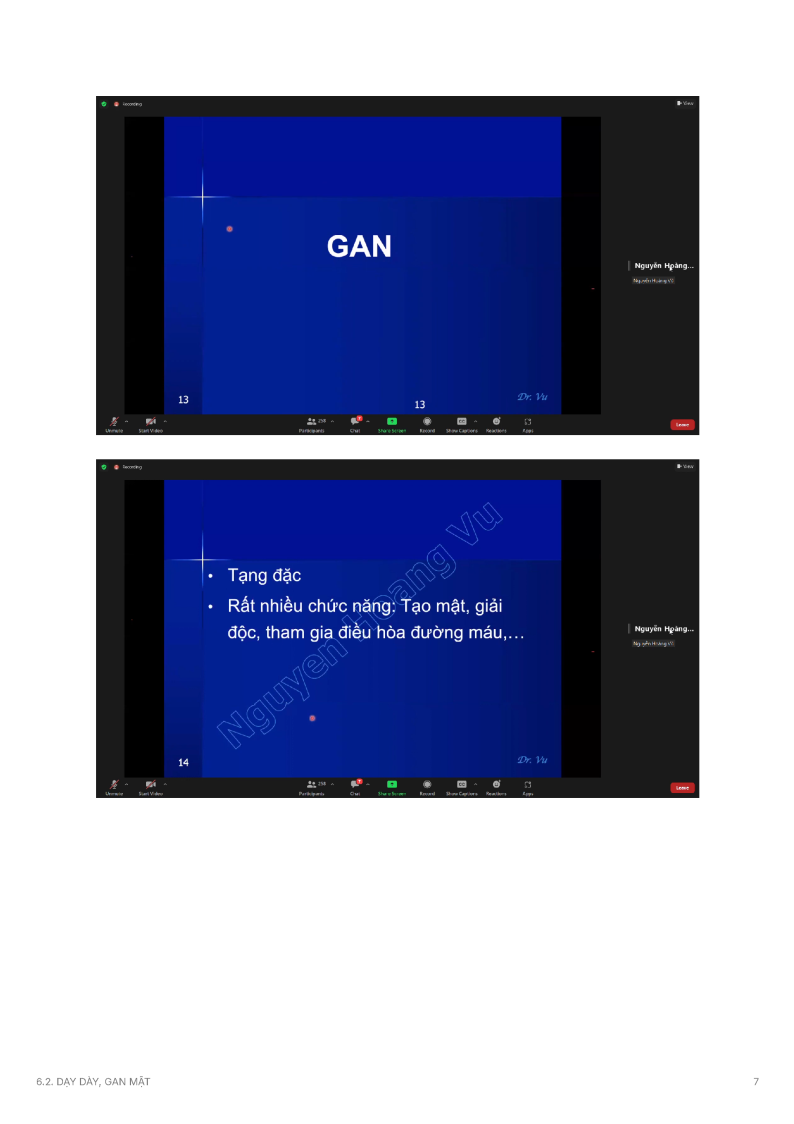 Recording
View
GAN
Nguyễn Hoàng...
Nguyễn Hoàng Vũ
13
13
Dr. Vu
Unmute
Start Video
Participants
258
Chat
Share Screen
Record
Show Captions
Reactions
Apps
Leave
Recording
View
Nguyen Hoang Vu
• Tạng đặc
• Rất nhiều chức năng: Tạo mật, giải
độc, tham gia điều hòa đường máu,...
Nguyễn Hoàng...
Nguyễn Hoàng Vũ
14
Dr. Vu
Unmute
Start Video
Participants
258
Chat
Share Screen
Record
Show Captions
Reactions
Apps
Leave
6.2. DẠ DÀY, GAN MẬT
7